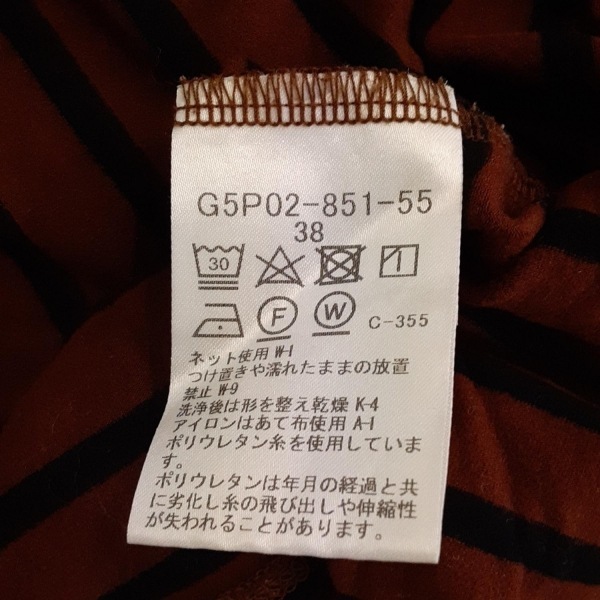 G5P02-851-55
38
30
F W C-355
ネット使用 W-1
つけ置きや濡れたままの放置
禁止 W-9
洗浄後は形を整え乾燥 K-4
アイロンはあて布使用 A-1
ポリウレタン糸を使用していま
す。
ポリウレタンは年月の経過と共
に劣化し糸の飛び出しや伸縮性
が失われることがあります。